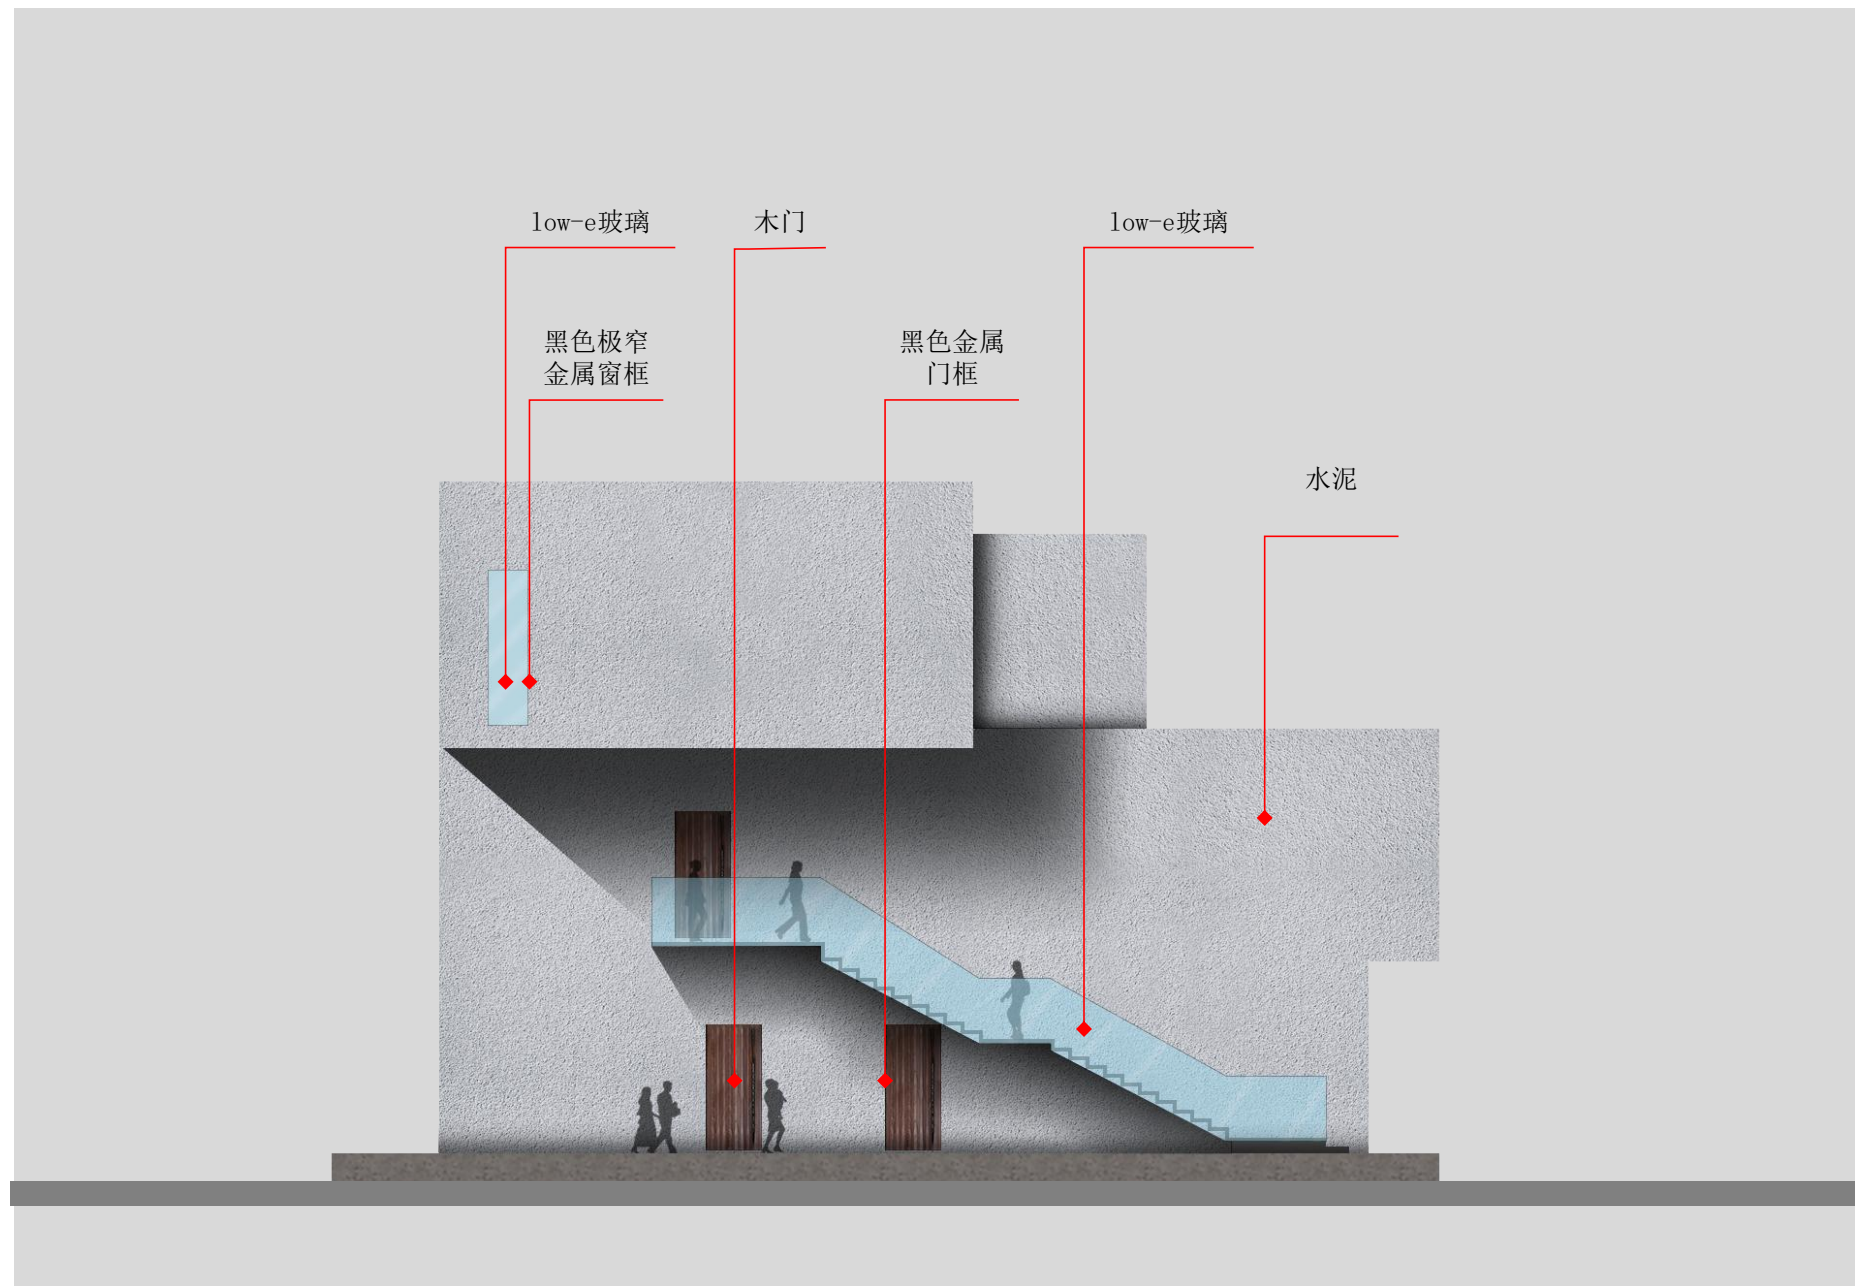 low-e玻璃
木门
low-e玻璃
黑色极窄
金属窗框
黑色金属
门框
水泥